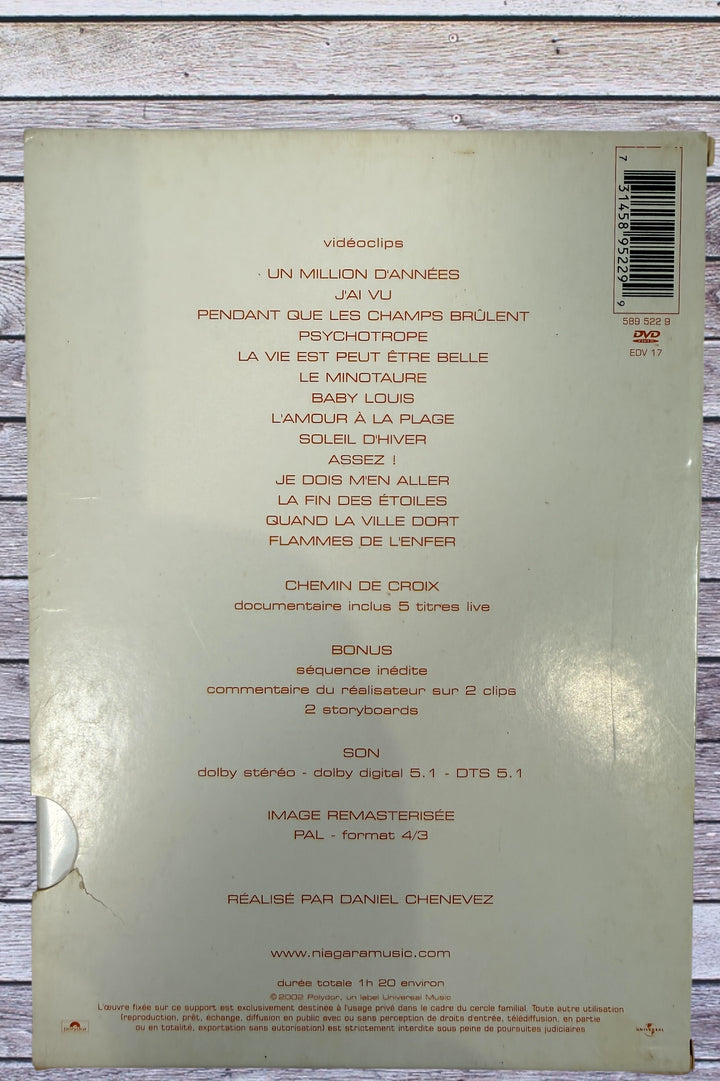 7 31458 95229 9
589 522 9
DVD
VIDEO
EDV 17
vidéoclips
UN MILLION D'ANNÉES
J'AI VU
PENDANT QUE LES CHAMPS BRÛLENT
PSYCHOTROPE
LA VIE EST PEUT ÊTRE BELLE
LE MINOTAURE
BABY LOUIS
L'AMOUR À LA PLAGE
SOLEIL D'HIVER
ASSEZ !
JE DOIS M'EN ALLER
LA FIN DES ÉTOILES
QUAND LA VILLE DORT
FLAMMES DE L'ENFER
CHEMIN DE CROIX
documentaire inclus 5 titres live
BONUS
séquence inédite
commentaire du réalisateur sur 2 clips
2 storyboards
SON
dolby stéréo - dolby digital 5.1 - DTS 5.1
IMAGE REMASTERISÉE
PAL - format 4/3
RÉALISÉ PAR DANIEL CHENEVEZ
www.niagaramusic.com
durée totale 1h 20 environ
©2002 Polydor, un label Universal Music
L'œuvre fixée sur ce support est exclusivement destinée à l'usage privé dans le cadre du cercle familial. Toute autre utilisation
(reproduction, prêt, échange, diffusion en public avec ou sans perception de droits d'entrée, télédiffusion, en partie
ou en totalité, exportation sans autorisation) est strictement interdite sous peine de poursuites judiciaires
polydor
UNIVERSAL